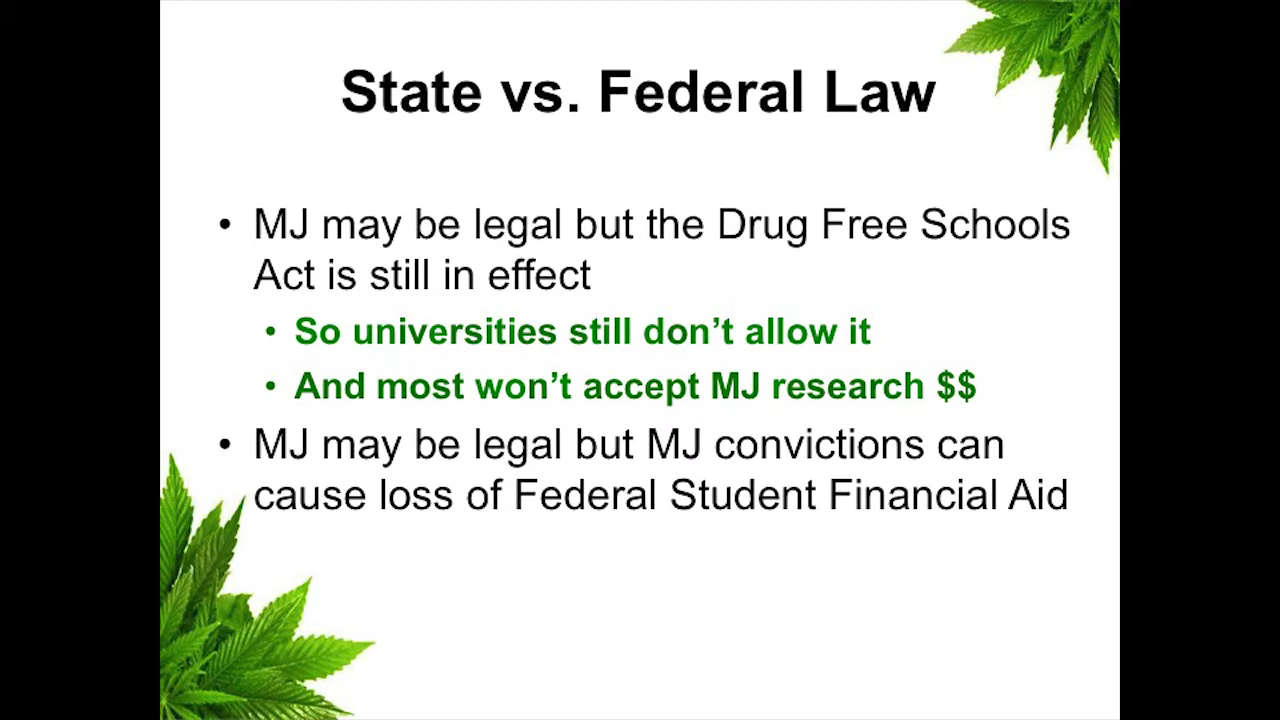 State vs. Federal Law
• MJ may be legal but the Drug Free Schools
Act is still in effect
• So universities still don’t allow it
• And most won’t accept MJ research $$
• MJ may be legal but MJ convictions can
cause loss of Federal Student Financial Aid